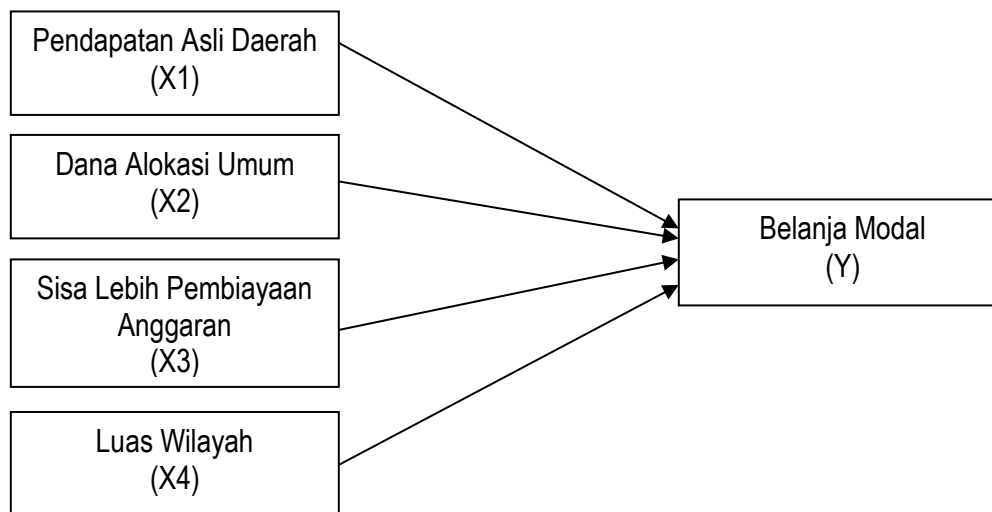 Pendapatan Asli Daerah
(X1)
Dana Alokasi Umum
(X2)
Sisa Lebih Pembiayaan
Anggaran
(X3)
Luas Wilayah
(X4)
Belanja Modal
(Y)